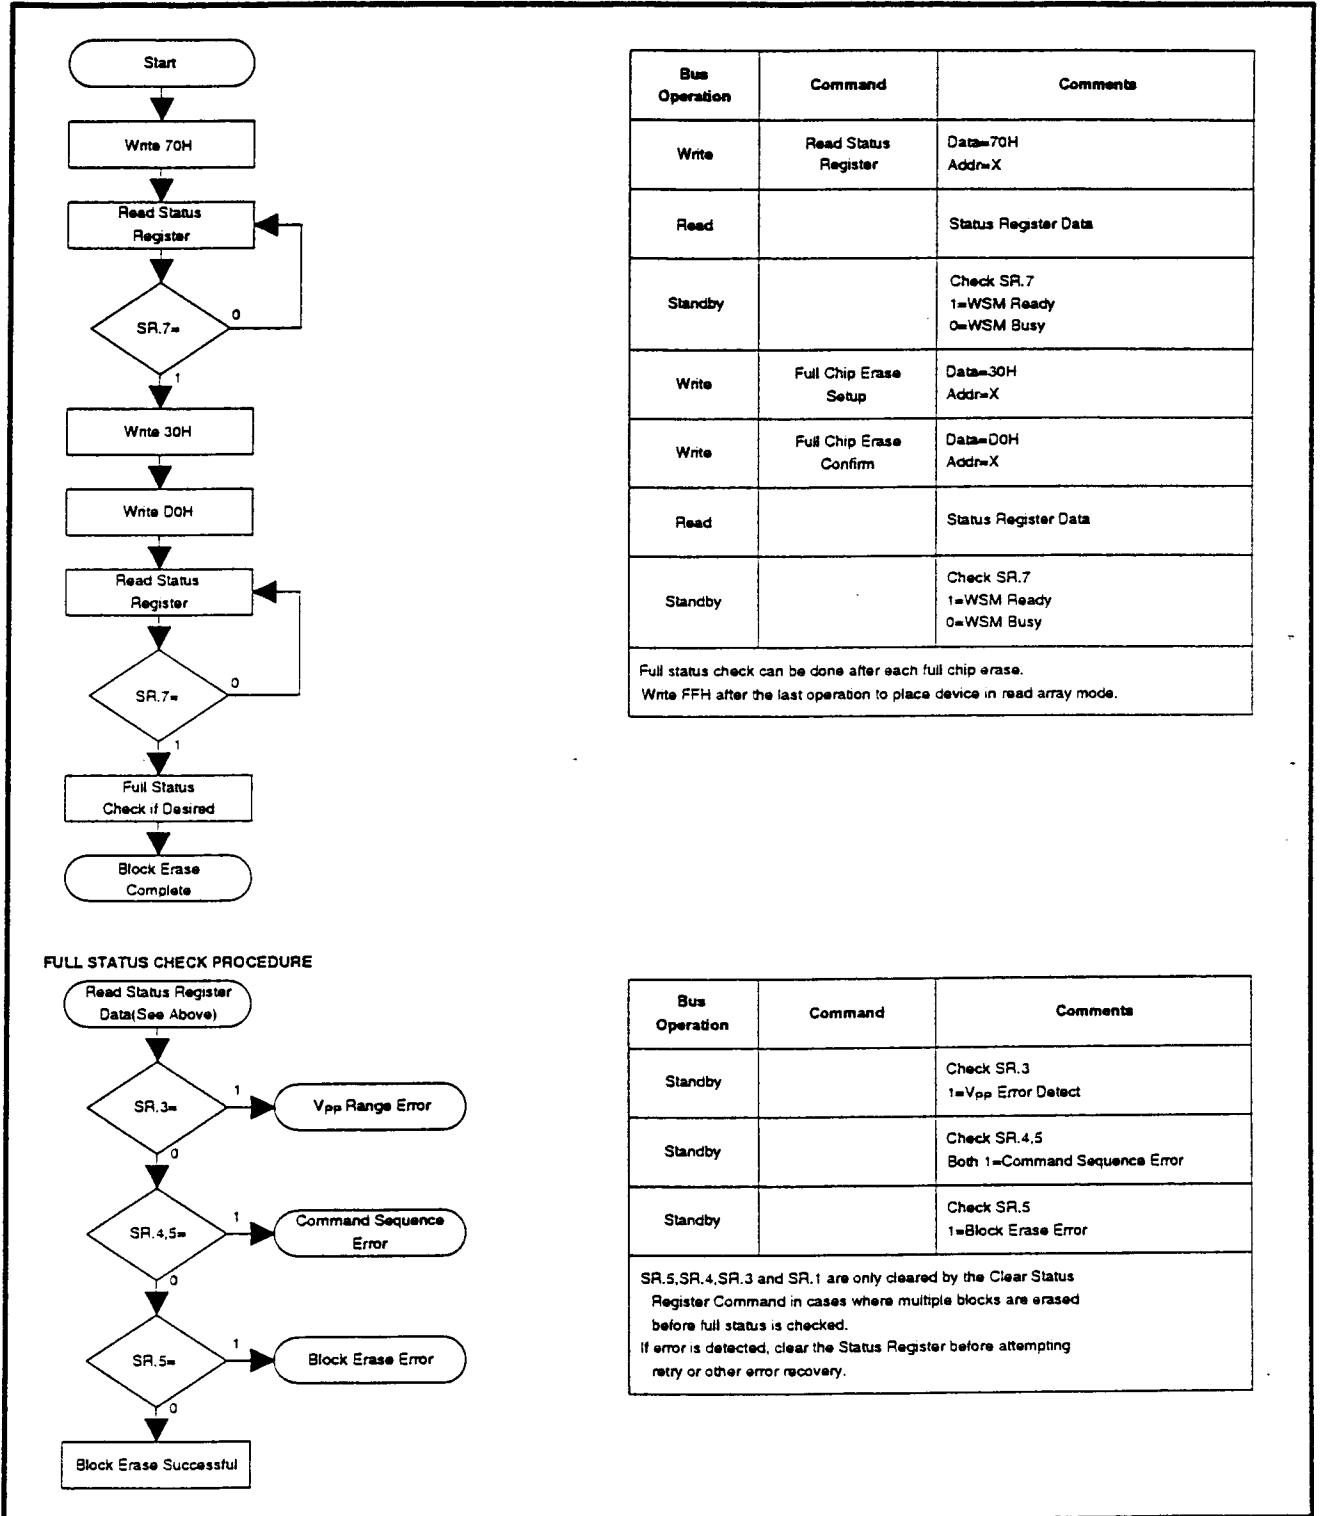 Start
Write 70H
Read Status
Register
SR.7=
0
1
Write 30H
Write D0H
Read Status
Register
SR.7=
0
1
Full Status
Check if Desired
Block Erase
Complete
Bus
Operation
Command
Comments
Write
Read Status
Register
Data=70H
Addr=X
Read
Status Register Data
Standby
Check SR.7
1=WSM Ready
0=WSM Busy
Write
Full Chip Erase
Setup
Data=30H
Addr=X
Write
Full Chip Erase
Confirm
Data=D0H
Addr=X
Read
Status Register Data
Standby
Check SR.7
1=WSM Ready
0=WSM Busy
Full status check can be done after each full chip erase.
Write FFH after the last operation to place device in read array mode.
FULL STATUS CHECK PROCEDURE
Read Status Register
Data(See Above)
SR.3=
1
VPP Range Error
0
SR.4,5=
1
Command Sequence
Error
0
SR.5=
1
Block Erase Error
0
Block Erase Successful
Bus
Operation
Command
Comments
Standby
Check SR.3
1=VPP Error Detect
Standby
Check SR.4,5
Both 1=Command Sequence Error
Standby
Check SR.5
1=Block Erase Error
SR.5,SR.4,SR.3 and SR.1 are only cleared by the Clear Status
Register Command in cases where multiple blocks are erased
before full status is checked.
If error is detected, clear the Status Register before attempting
retry or other error recovery.